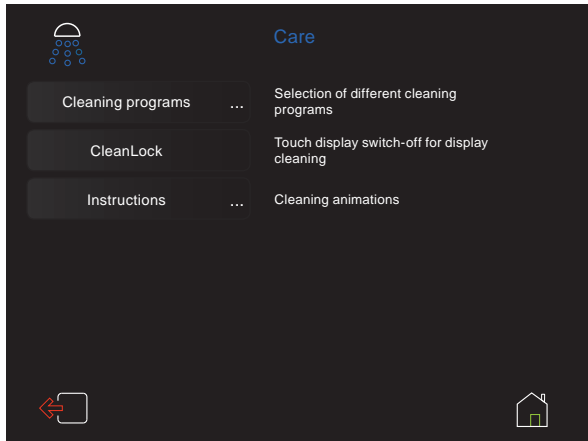 Care
Cleaning programs ...
Selection of different cleaning
programs
CleanLock
Touch display switch-off for display
cleaning
Instructions ...
Cleaning animations